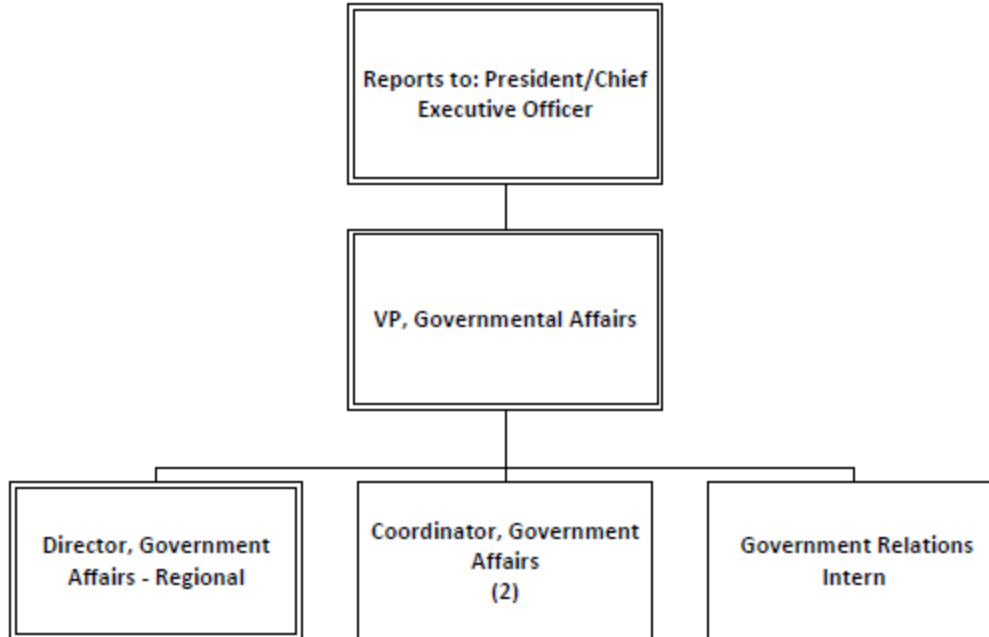 Reports to: President/Chief
Executive Officer
VP, Governmental Affairs
Director, Government
Affairs - Regional
Coordinator, Government
Affairs
(2)
Government Relations
Intern